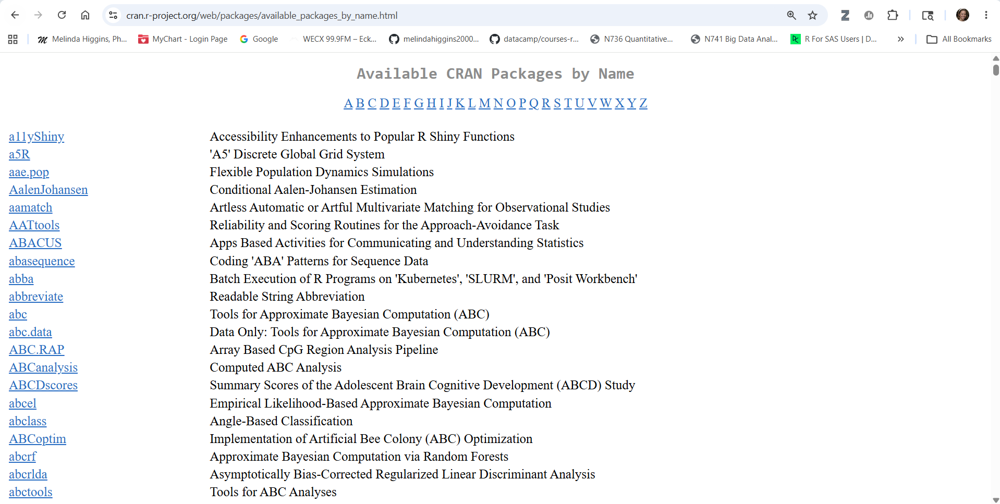 cran.r-project.org/web/packages/available_packages_by_name.html
Melinda Higgins, Ph... MyChart - Login Page Google WECX 99.9FM – Eck... melindahiggins2000... datacamp/courses-r... N736 Quantitative... N741 Big Data Anal... R For SAS Users | D... » All Bookmarks
Available CRAN Packages by Name
A B C D E F G H I J K L M N O P Q R S T U V W X Y Z
a11yShiny Accessibility Enhancements to Popular R Shiny Functions
a5R 'A5' Discrete Global Grid System
aae.pop Flexible Population Dynamics Simulations
AalenJohansen Conditional Aalen-Johansen Estimation
aamatch Artless Automatic or Artful Multivariate Matching for Observational Studies
AATtools Reliability and Scoring Routines for the Approach-Avoidance Task
ABACUS Apps Based Activities for Communicating and Understanding Statistics
abasequence Coding 'ABA' Patterns for Sequence Data
abba Batch Execution of R Programs on 'Kubernetes', 'SLURM', and 'Posit Workbench'
abbreviate Readable String Abbreviation
abc Tools for Approximate Bayesian Computation (ABC)
abc.data Data Only: Tools for Approximate Bayesian Computation (ABC)
ABC.RAP Array Based CpG Region Analysis Pipeline
ABCanalysis Computed ABC Analysis
ABCDscores Summary Scores of the Adolescent Brain Cognitive Development (ABCD) Study
abcel Empirical Likelihood-Based Approximate Bayesian Computation
abclass Angle-Based Classification
ABCoptim Implementation of Artificial Bee Colony (ABC) Optimization
abcrf Approximate Bayesian Computation via Random Forests
abcrlda Asymptotically Bias-Corrected Regularized Linear Discriminant Analysis
abctools Tools for ABC Analyses